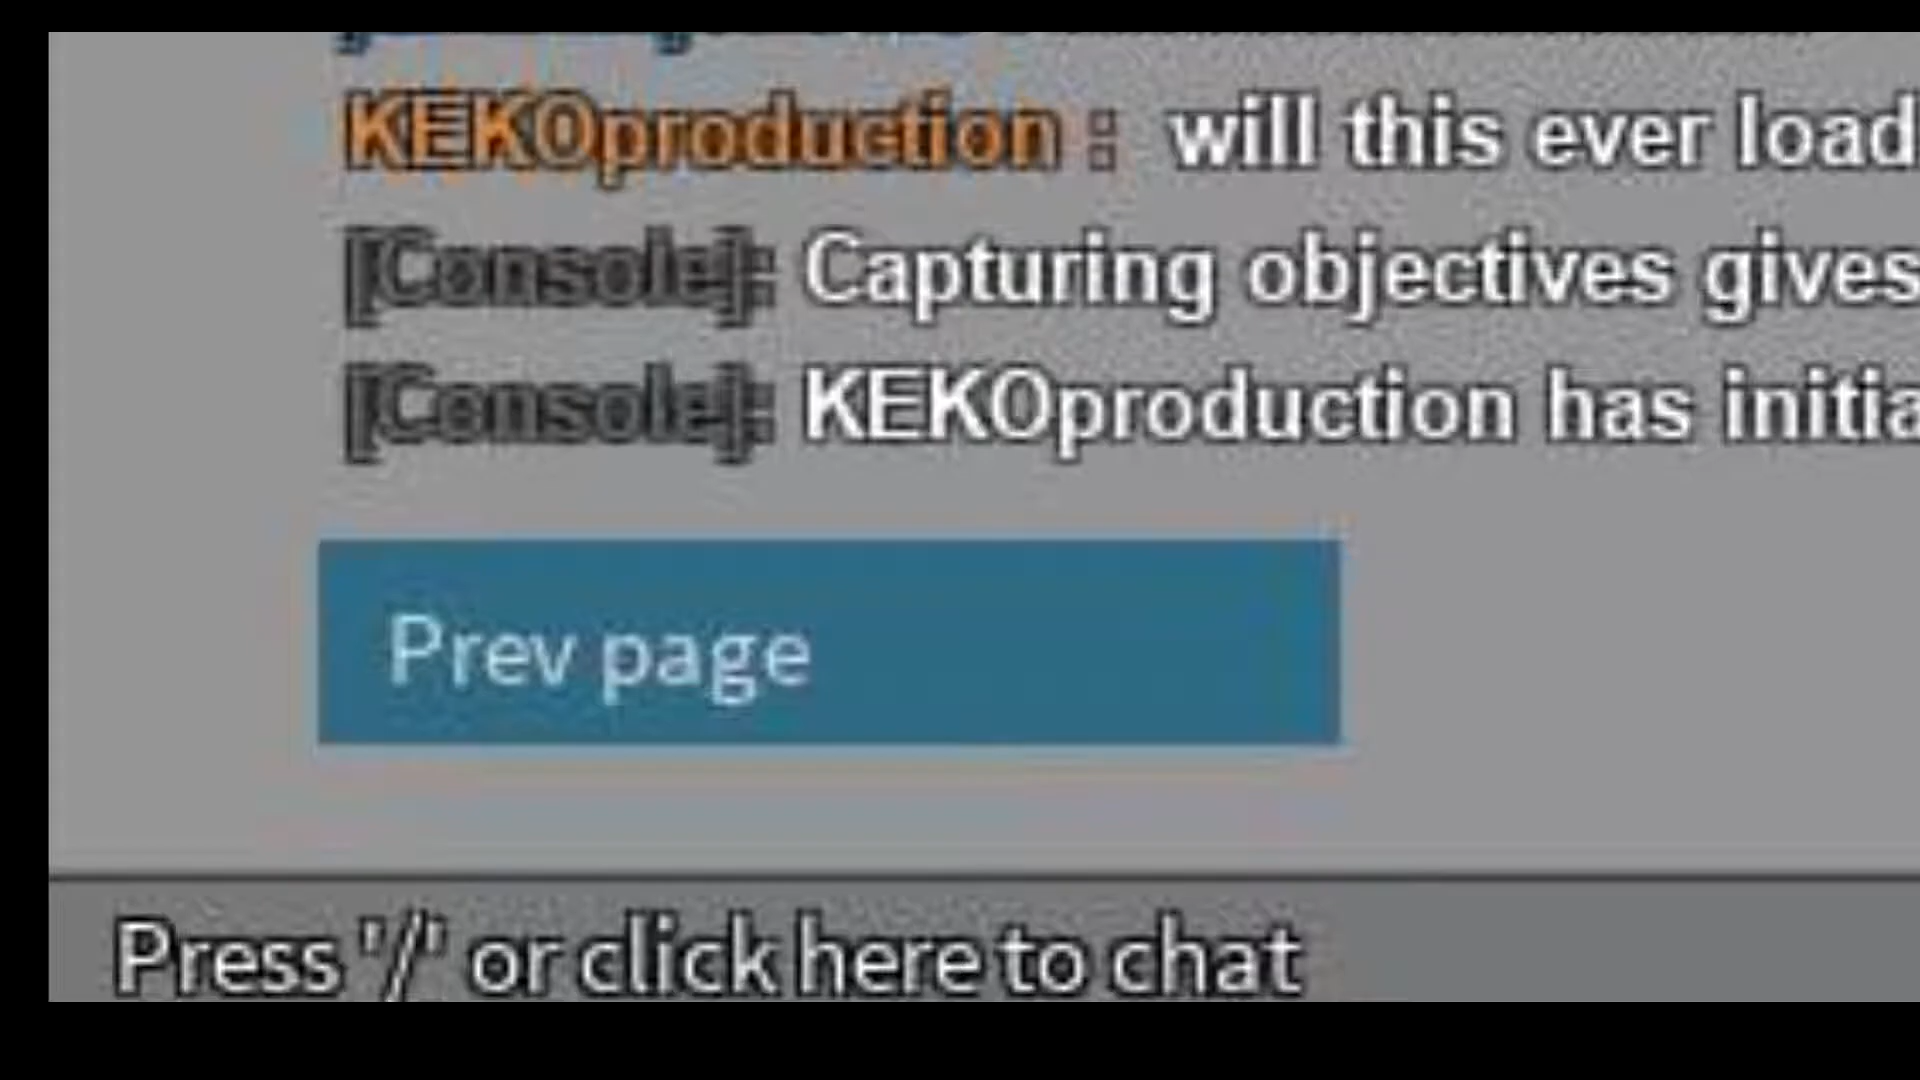 KEKOproduction : will this ever load
[Console]: Capturing objectives gives
[Console]: KEKOproduction has initia
Prev page
Press '/' or click here to chat